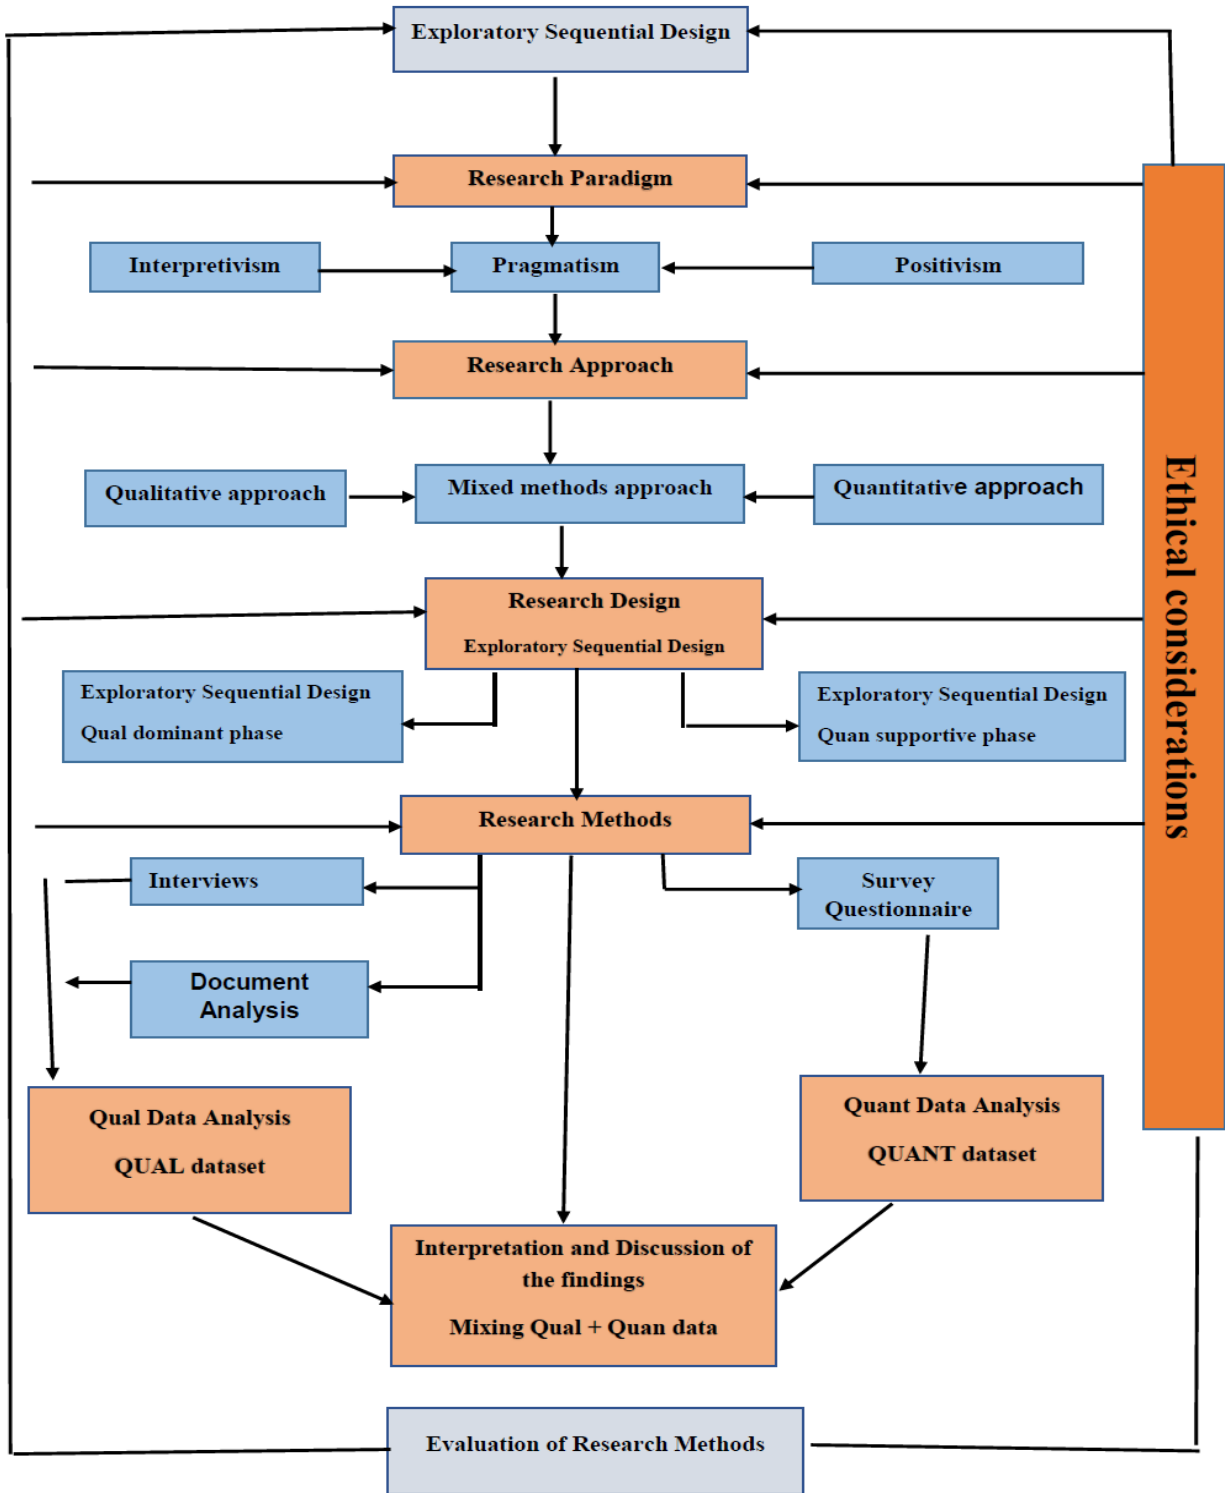 Exploratory Sequential Design
Research Paradigm
Interpretivism
Pragmatism
Positivism
Research Approach
Qualitative approach
Mixed methods approach
Quantitative approach
Research Design
Exploratory Sequential Design
Exploratory Sequential Design
Qual dominant phase
Exploratory Sequential Design
Quan supportive phase
Research Methods
Interviews
Survey
Questionnaire
Document
Analysis
Qual Data Analysis
QUAL dataset
Quant Data Analysis
QUANT dataset
Interpretation and Discussion of
the findings
Mixing Qual + Quan data
Evaluation of Research Methods
Ethical considerations